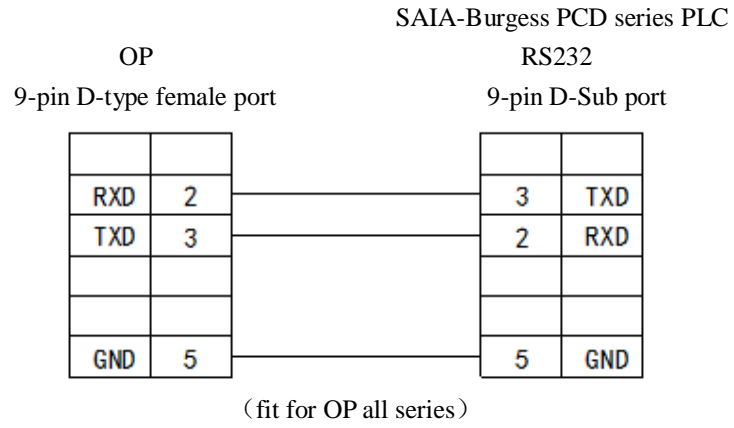 SAIA-Burgess PCD series PLC
OP RS232
9-pin D-type female port 9-pin D-Sub port
RXD 2 3 TXD
TXD 3 2 RXD
GND 5 5 GND
（fit for OP all series）